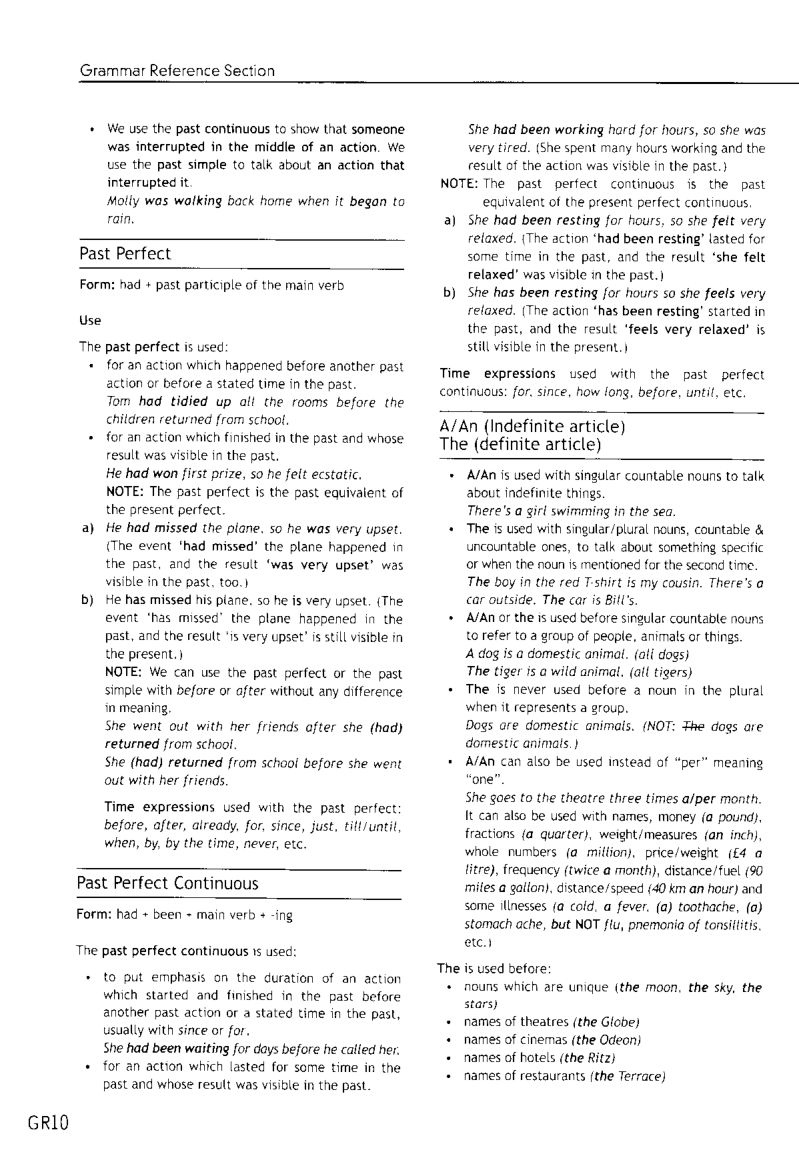 Grammar Reference Section
• We use the past continuous to show that someone
was interrupted in the middle of an action. We
use the past simple to talk about an action that
interrupted it.
Molly was walking back home when it began to
rain.
Past Perfect
Form: had + past participle of the main verb
Use
The past perfect is used:
• for an action which happened before another past
action or before a stated time in the past.
Tom had tidied up all the rooms before the
children returned from school.
• for an action which finished in the past and whose
result was visible in the past.
He had won first prize, so he felt ecstatic.
NOTE: The past perfect is the past equivalent of
the present perfect.
a) He had missed the plane, so he was very upset.
(The event 'had missed' the plane happened in
the past, and the result 'was very upset' was
visible in the past, too.)
b) He has missed his plane, so he is very upset. (The
event 'has missed' the plane happened in the
past, and the result 'is very upset' is still visible in
the present.)
NOTE: We can use the past perfect or the past
simple with before or after without any difference
in meaning.
She went out with her friends after she (had)
returned from school.
She (had) returned from school before she went
out with her friends.
Time expressions used with the past perfect:
before, after, already, for, since, just, till/until,
when, by, by the time, never, etc.
Past Perfect Continuous
Form: had + been + main verb + -ing
The past perfect continuous is used:
• to put emphasis on the duration of an action
which started and finished in the past before
another past action or a stated time in the past,
usually with since or for.
She had been waiting for days before he called her.
• for an action which lasted for some time in the
past and whose result was visible in the past.
She had been working hard for hours, so she was
very tired. (She spent many hours working and the
result of the action was visible in the past.)
NOTE: The past perfect continuous is the past
equivalent of the present perfect continuous.
a) She had been resting for hours, so she felt very
relaxed. (The action 'had been resting' lasted for
some time in the past, and the result 'she felt
relaxed' was visible in the past.)
b) She has been resting for hours so she feels very
relaxed. (The action 'has been resting' started in
the past, and the result 'feels very relaxed' is
still visible in the present.)
Time expressions used with the past perfect
continuous: for, since, how long, before, until, etc.
A/An (Indefinite article)
The (definite article)
• A/An is used with singular countable nouns to talk
about indefinite things.
There's a girl swimming in the sea.
• The is used with singular/plural nouns, countable &
uncountable ones, to talk about something specific
or when the noun is mentioned for the second time.
The boy in the red T-shirt is my cousin. There's a
car outside. The car is Bill's.
• A/An or the is used before singular countable nouns
to refer to a group of people, animals or things.
A dog is a domestic animal. (all dogs)
The tiger is a wild animal. (all tigers)
• The is never used before a noun in the plural
when it represents a group.
Dogs are domestic animals. (NOT: The dogs are
domestic animals.)
• A/An can also be used instead of "per" meaning
"one".
She goes to the theatre three times a/per month.
It can also be used with names, money (a pound),
fractions (a quarter), weight/measures (an inch),
whole numbers (a million), price/weight (£4 a
litre), frequency (twice a month), distance/fuel (90
miles a gallon), distance/speed (40 km an hour) and
some illnesses (a cold, a fever, (a) toothache, (a)
stomach ache, but NOT flu, pnemonia of tonsillitis,
etc.)
The is used before:
• nouns which are unique (the moon, the sky, the
stars)
• names of theatres (the Globe)
• names of cinemas (the Odeon)
• names of hotels (the Ritz)
• names of restaurants (the Terrace)
GR10